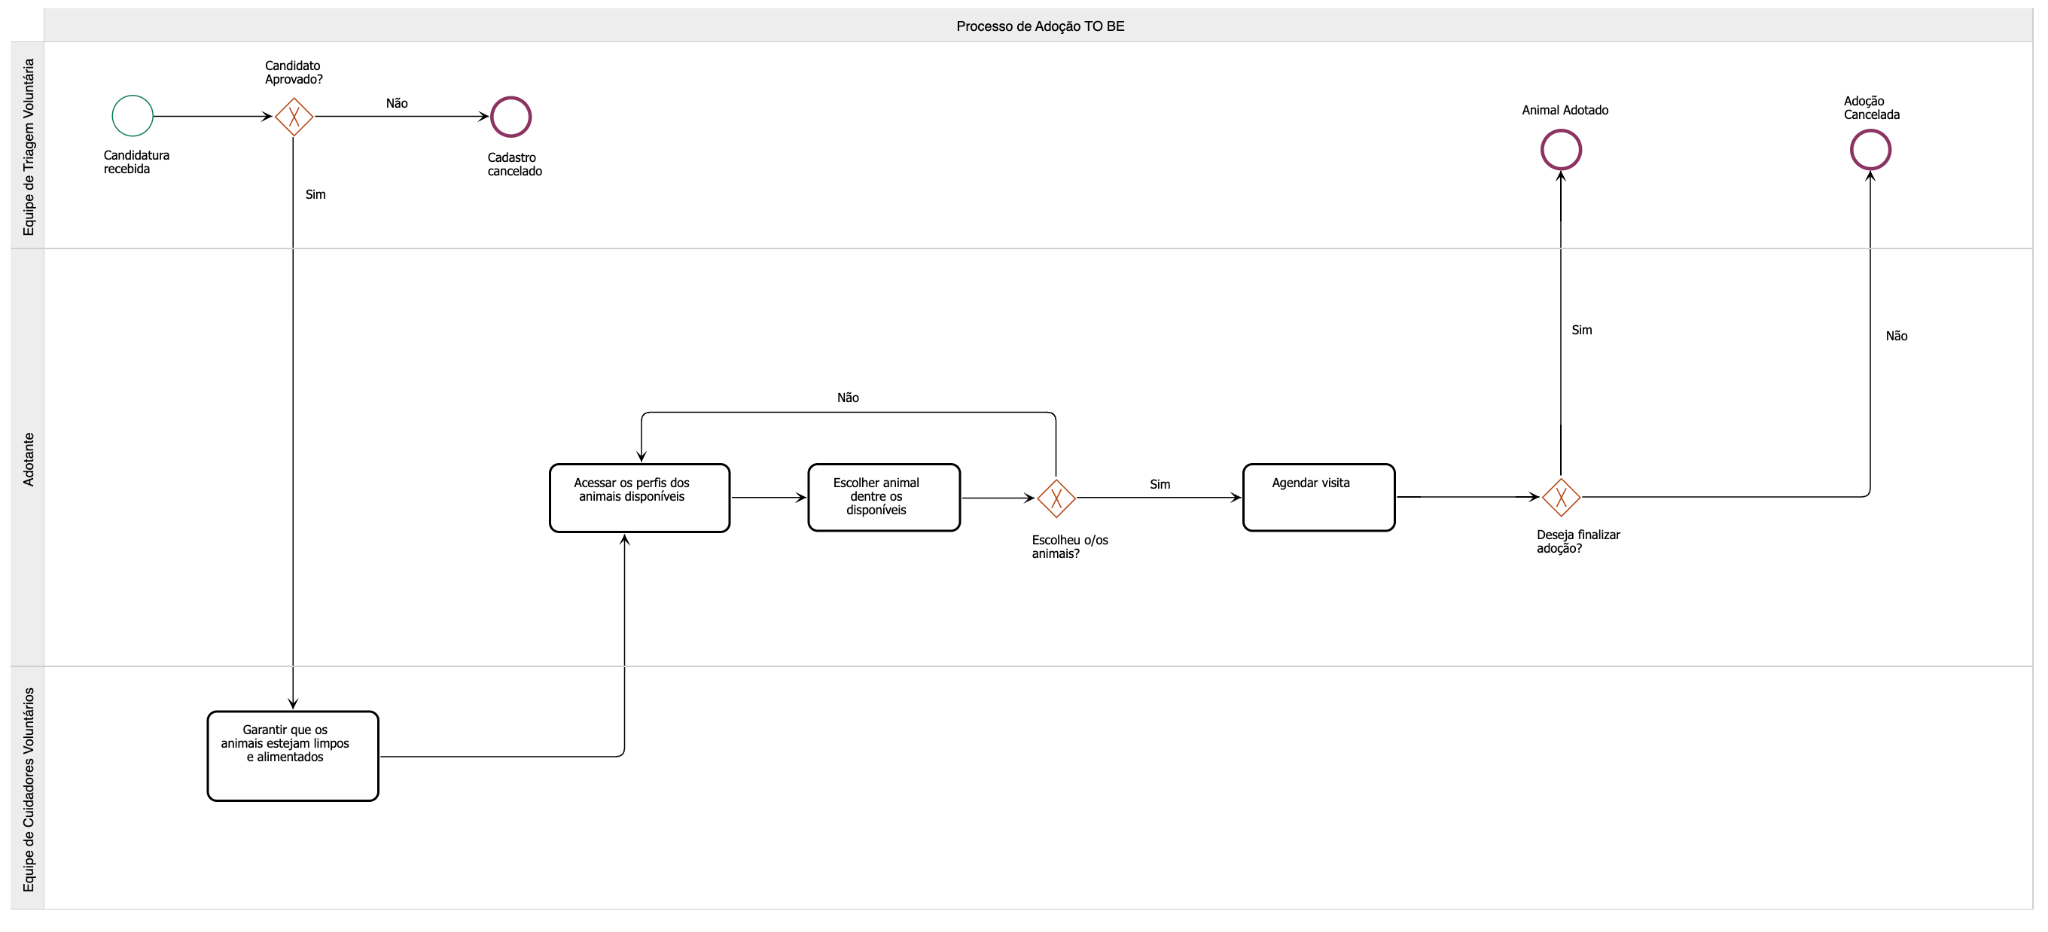 Processo de Adoção TO BE
Equipe de Triagem Voluntária
Candidato
Aprovado?
Não
Candidatura
recebida
Cadastro
cancelado
Sim
Animal Adotado
Adoção
Cancelada
Adotante
Sim
Não
Não
Acessar os perfis dos
animais disponíveis
Escolher animal
dentre os
disponíveis
Escolheu o/os
animais?
Sim
Agendar visita
Deseja finalizar
adoção?
Equipe de Cuidadores Voluntários
Garantir que os
animais estejam limpos
e alimentados